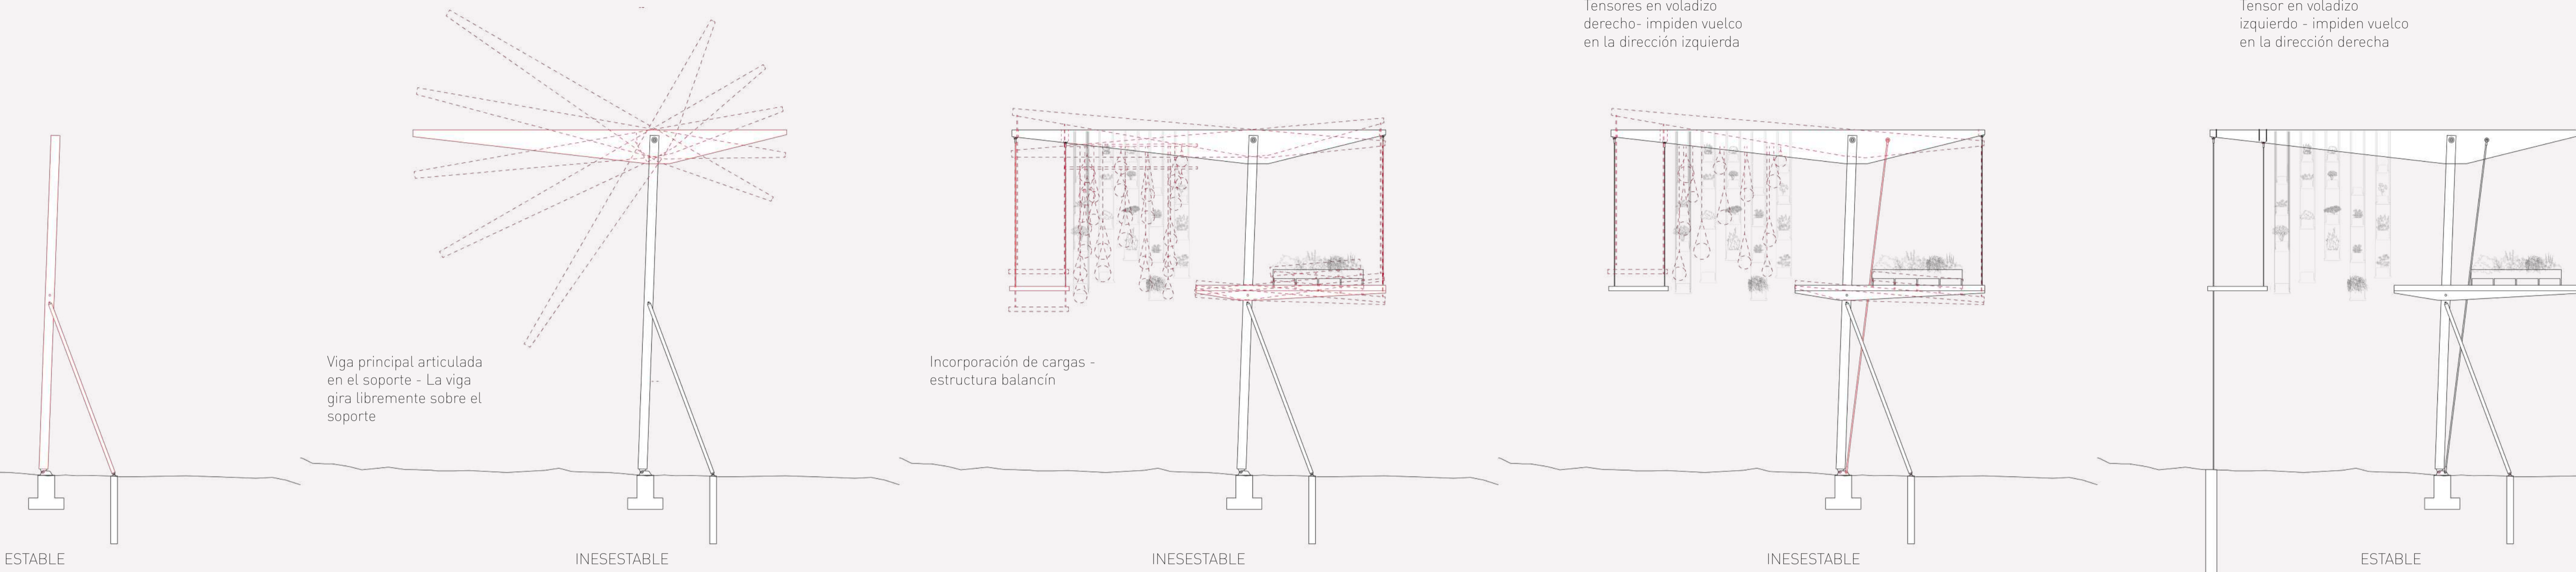 Tensores en voladizo
derecho- impiden vuelco
en la dirección izquierda
Tensor en voladizo
izquierdo - impiden vuelco
en la dirección derecha
Viga principal articulada
en el soporte - La viga
gira libremente sobre el
soporte
Incorporación de cargas -
estructura balancín
ESTABLE
INESESTABLE
INESESTABLE
INESESTABLE
ESTABLE